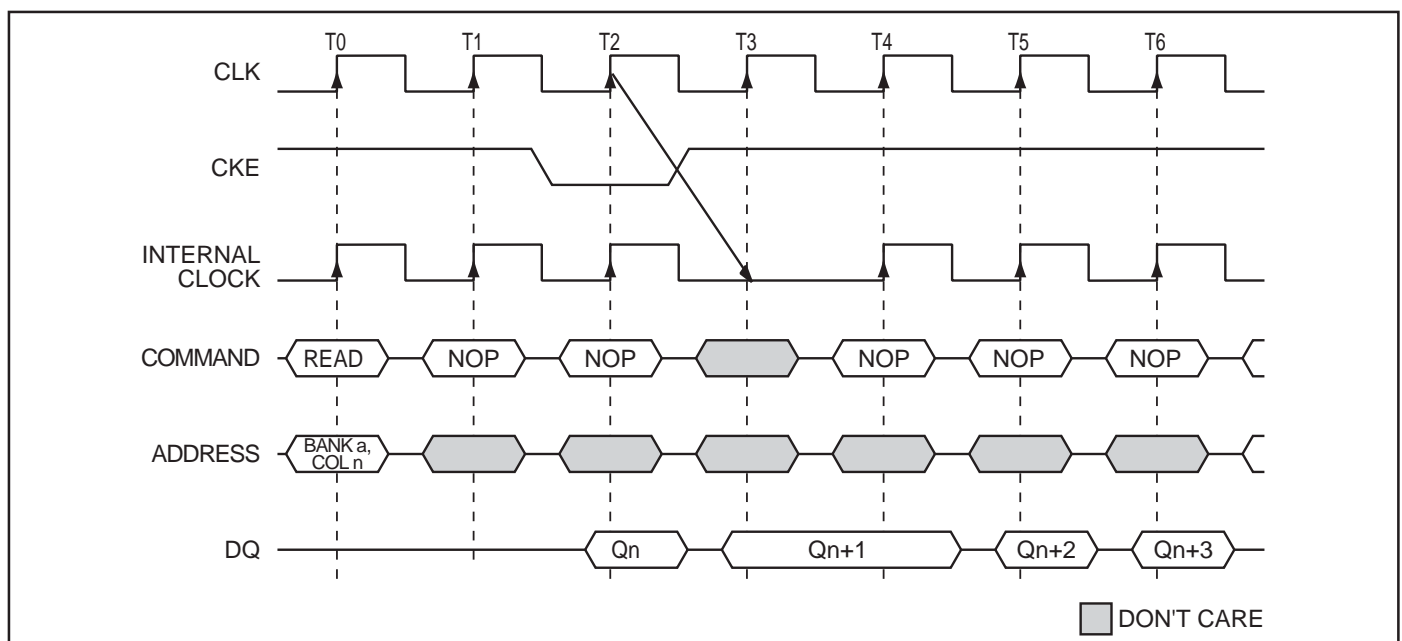 T0 T1 T2 T3 T4 T5 T6
CLK
CKE
INTERNAL
CLOCK
COMMAND READ NOP NOP NOP NOP NOP
ADDRESS BANK a,
COL n
DQ Qn Qn+1 Qn+2 Qn+3
DON'T CARE